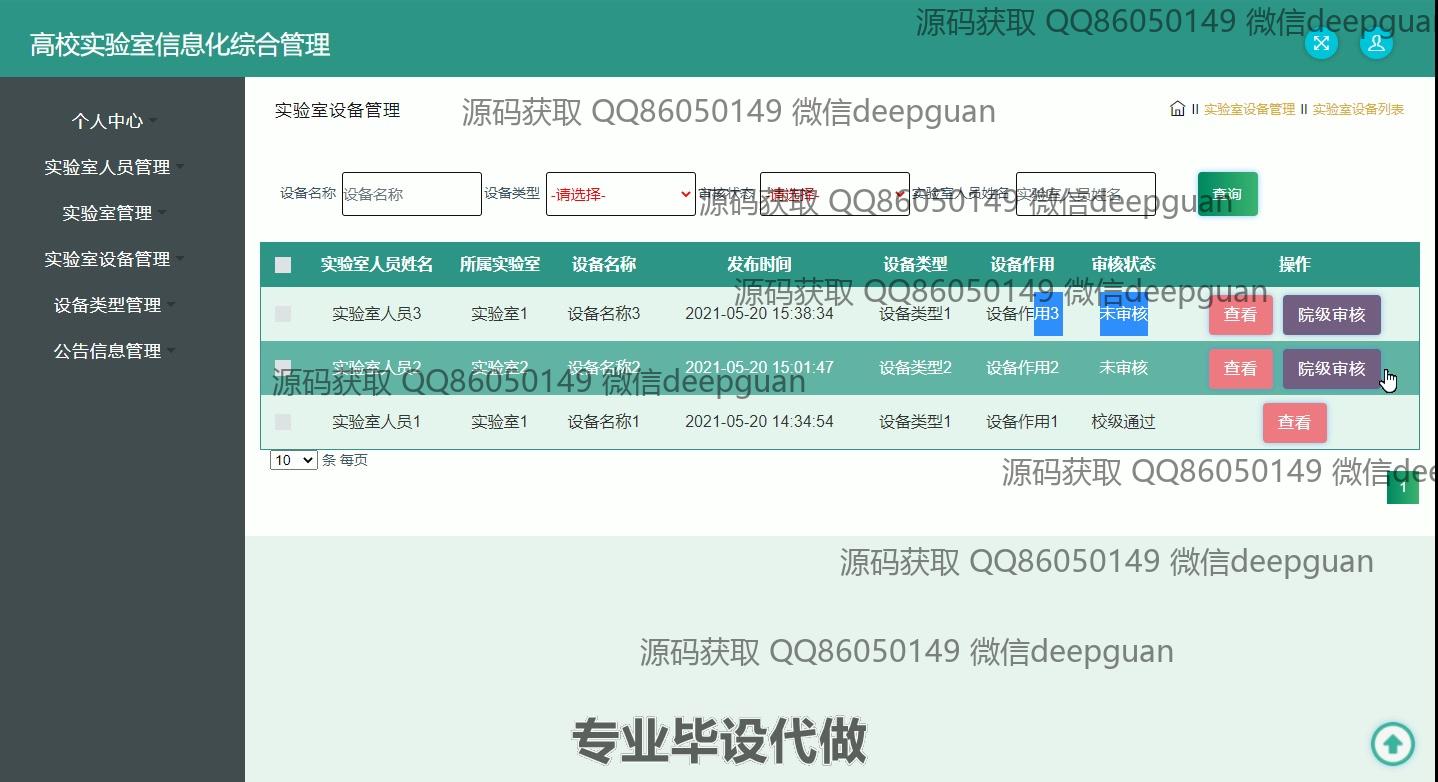 源码获取 QQ86050149 微信deepguan
高校实验室信息化综合管理
个人中心
实验室人员管理
实验室管理
实验室设备管理
设备类型管理
公告信息管理
实验室设备管理
源码获取 QQ86050149 微信deepguan
II 实验室设备管理 II 实验室设备列表
设备名称 设备名称 设备类型 -请选择- 审核状态 -请选择- 实验室人员姓名 实验室人员姓名 查询
源码获取 QQ86050149 微信deepguan
实验室人员姓名 所属实验室 设备名称 发布时间 设备类型 设备作用 审核状态 操作
源码获取 QQ86050149 微信deepguan
实验室人员3 实验室1 设备名称3 2021-05-20 15:38:34 设备类型1 设备作用3 未审核 查看 院级审核
实验室人员2 实验室2 设备名称2 2021-05-20 15:01:47 设备类型2 设备作用2 未审核 查看 院级审核
源码获取 QQ86050149 微信deepguan
实验室人员1 实验室1 设备名称1 2021-05-20 14:34:54 设备类型1 设备作用1 校级通过 查看
10 条 每页
源码获取 QQ86050149 微信dee
1
源码获取 QQ86050149 微信deepguan
源码获取 QQ86050149 微信deepguan
专业毕设代做